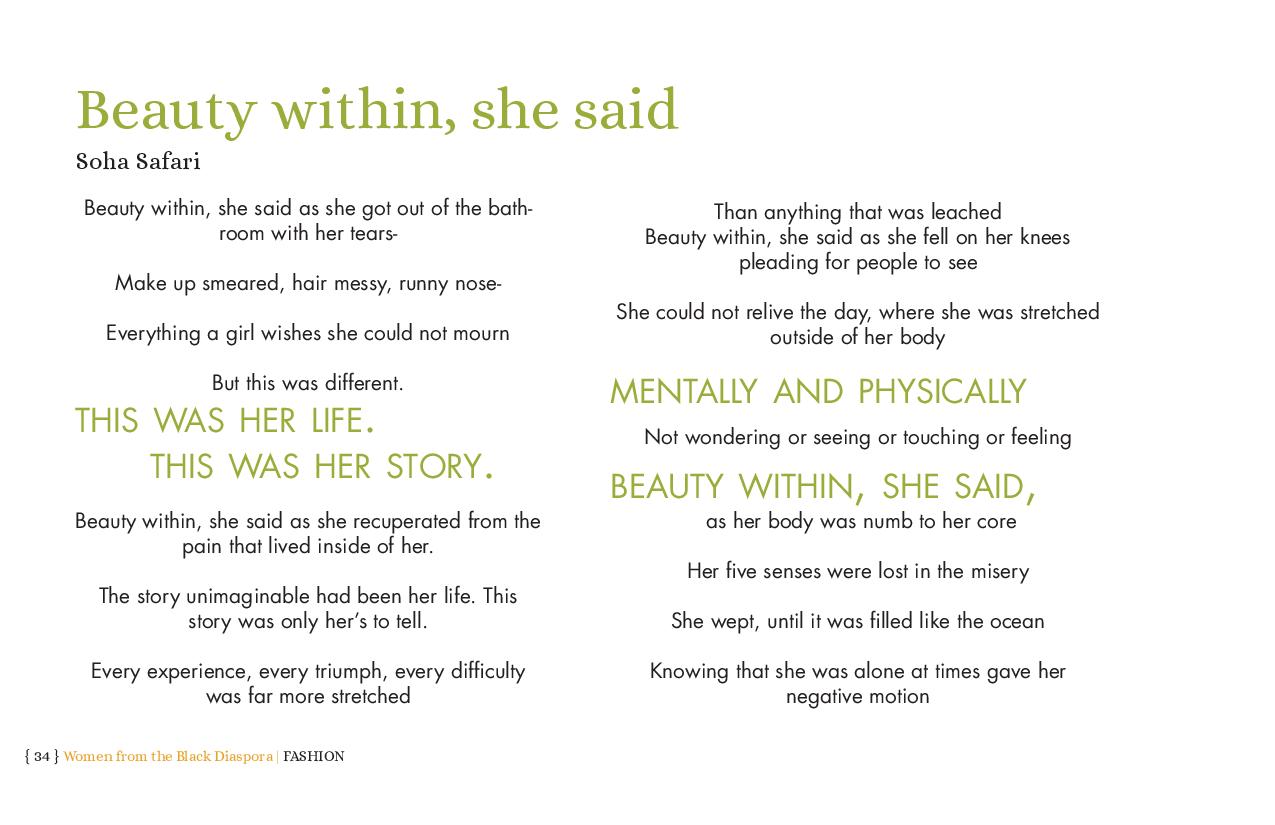 Beauty within, she said
Soha Safari
Beauty within, she said as she got out of the bath-
room with her tears-
Make up smeared, hair messy, runny nose-
Everything a girl wishes she could not mourn
But this was different.
THIS WAS HER LIFE.
THIS WAS HER STORY.
Beauty within, she said as she recuperated from the
pain that lived inside of her.
The story unimaginable had been her life. This
story was only her’s to tell.
Every experience, every triumph, every difficulty
was far more stretched
Than anything that was leached
Beauty within, she said as she fell on her knees
pleading for people to see
She could not relive the day, where she was stretched
outside of her body
MENTALLY AND PHYSICALLY
Not wondering or seeing or touching or feeling
BEAUTY WITHIN, SHE SAID,
as her body was numb to her core
Her five senses were lost in the misery
She wept, until it was filled like the ocean
Knowing that she was alone at times gave her
negative motion
{ 34 } Women from the Black Diaspora | FASHION